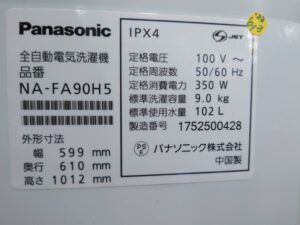 Panasonic
全自動電気洗濯機
品番
NA-FA90H5
外形寸法
幅 599 mm
奥行 610 mm
高さ 1012 mm
IPX4
S-JET
定格電圧 100 V ～
定格周波数 50/60 Hz
定格消費電力 350 W
標準洗濯容量 9.0 kg
標準使用水量 102 L
製造番号 1752500428
PS
E
パナソニック株式会社
中国製